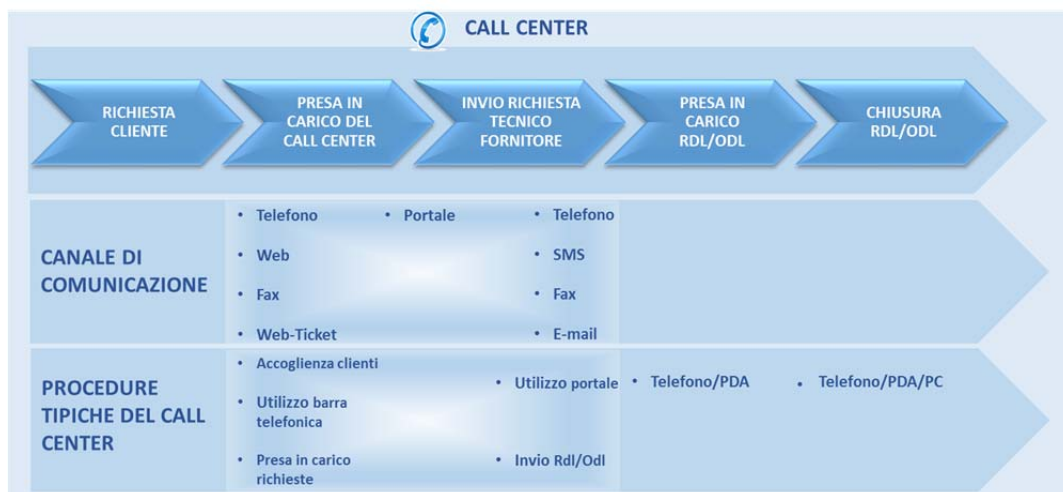 CALL CENTER
RICHIESTA
CLIENTE
PRESA IN
CARICO DEL
CALL CENTER
INVIO RICHIESTA
TECNICO
FORNITORE
PRESA IN
CARICO
RDL/ODL
CHIUSURA
RDL/ODL
CANALE DI
COMUNICAZIONE
• Telefono
• Web
• Fax
• Web-Ticket
• Portale
• Telefono
• SMS
• Fax
• E-mail
PROCEDURE
TIPICHE DEL CALL
CENTER
• Accoglienza clienti
• Utilizzo barra
telefonica
• Presa in carico
richieste
• Utilizzo portale
• Invio Rdl/Odl
• Telefono/PDA
• Telefono/PDA/PC